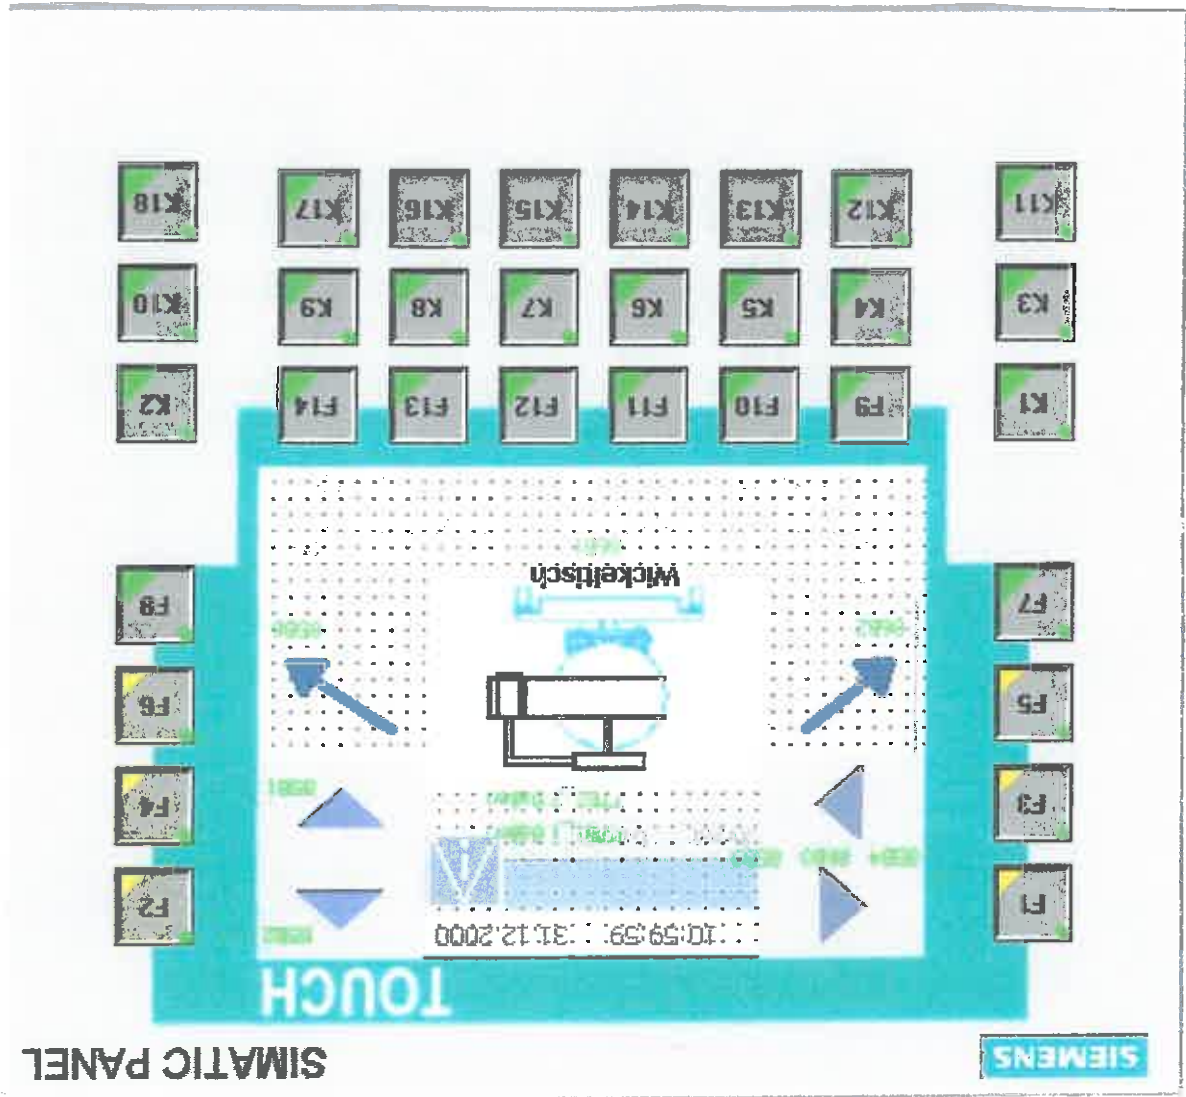 SIEMENS SIMATIC PANEL
TOUCH
10:59:59 31.12.2000
F1 F2
F3 F4
F5 F6
F7 F8
Wickeltisch
K1 F9 F10 F11 F12 F13 F14 K2
K3 K4 K5 K6 K7 K8 K9 K10
K11 K12 K13 K14 K15 K16 K17 K18